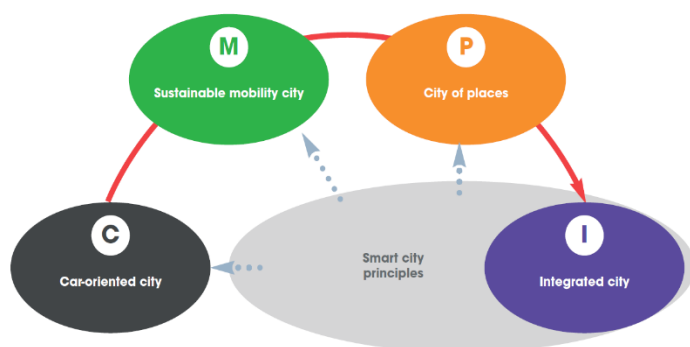 M
Sustainable mobility city
P
City of places
C
Car-oriented city
Smart city
principles
I
Integrated city